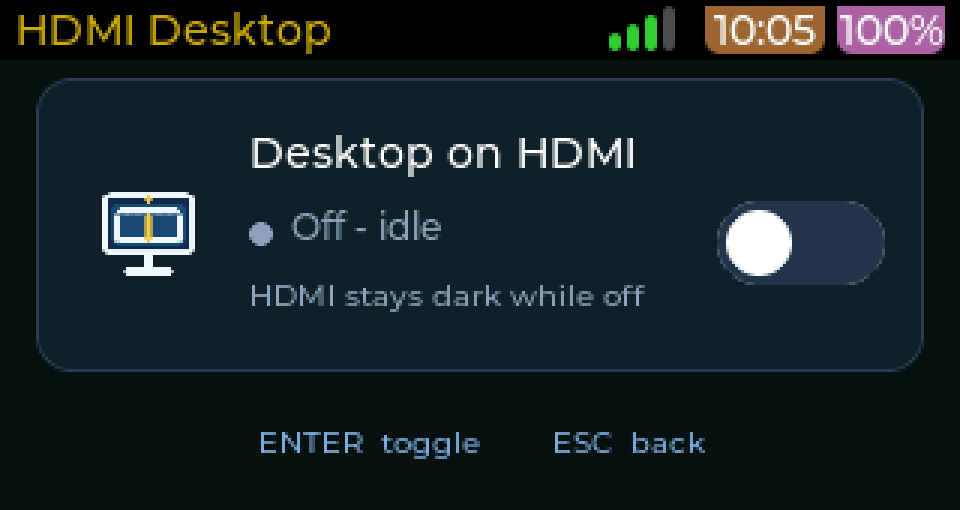 HDMI Desktop 10:05 100%
Desktop on HDMI
Off - idle
HDMI stays dark while off
ENTER toggle ESC back